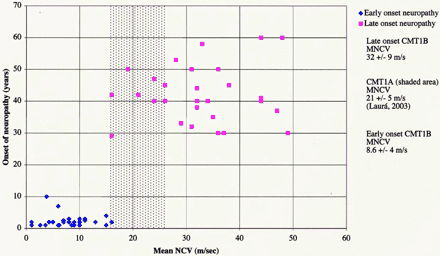 Early onset neuropathy
Late onset neuropathy
Late onset CMT1B
MNCV
32 +/- 9 m/s
CMT1A (shaded area)
MNCV
21 +/- 5 m/s
(Laurá, 2003)
Early onset CMT1B
MNCV
8.6 +/- 4 m/s
Onset of neuropathy (years)
70
60
50
40
30
20
10
0
0 10 20 30 40 50 60
Mean NCV (m/sec)